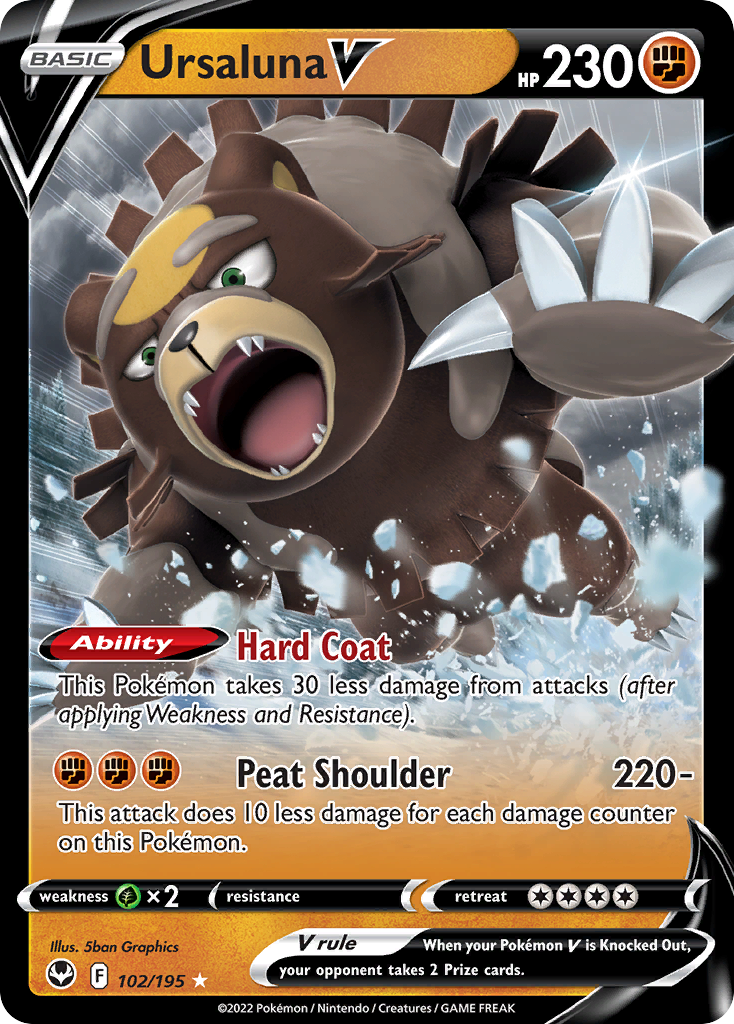 BASIC
Ursaluna V
HP 230
Ability Hard Coat
This Pokémon takes 30 less damage from attacks (after
applying Weakness and Resistance).
Peat Shoulder 220-
This attack does 10 less damage for each damage counter
on this Pokémon.
weakness ×2 resistance retreat
Illus. 5ban Graphics
V rule When your Pokémon V is Knocked Out,
your opponent takes 2 Prize cards.
F 102/195 ★
©2022 Pokémon / Nintendo / Creatures / GAME FREAK